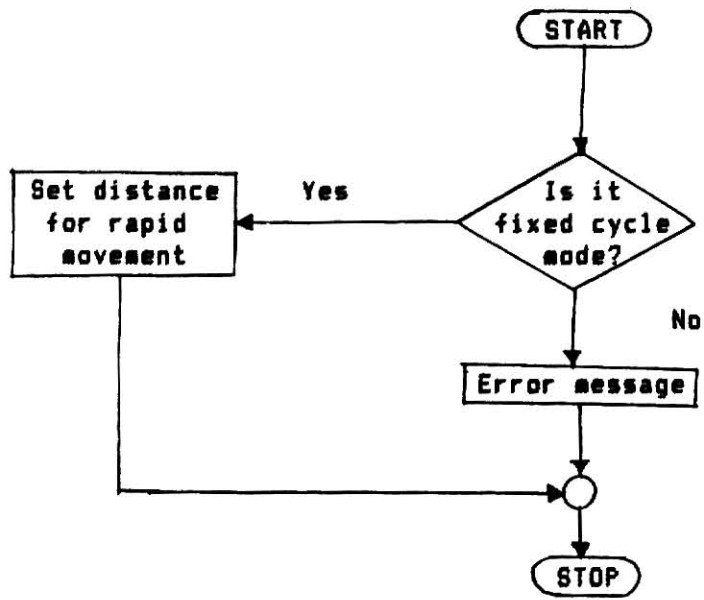 START
Is it
fixed cycle
mode?
Yes
Set distance
for rapid
movement
No
Error message
STOP